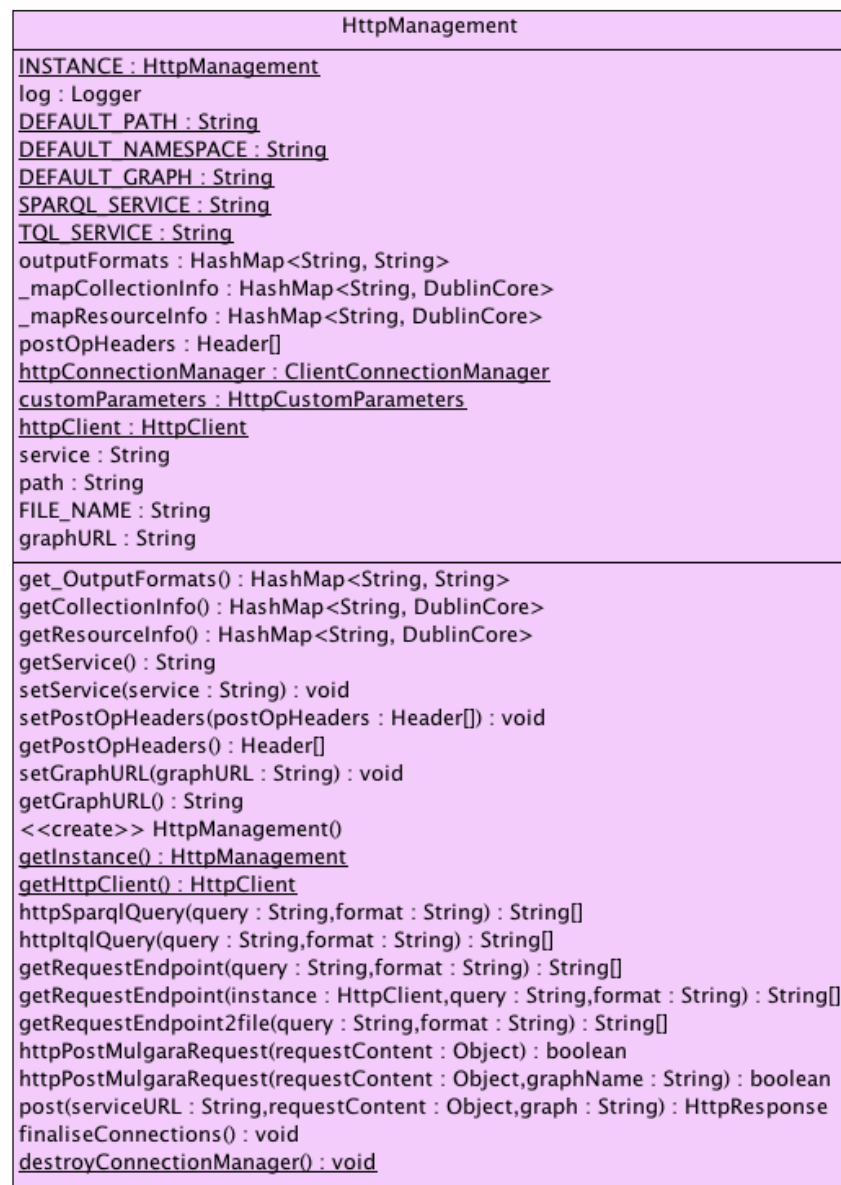 HttpManagement
INSTANCE : HttpManagement
log : Logger
DEFAULT_PATH : String
DEFAULT_NAMESPACE : String
DEFAULT_GRAPH : String
SPARQL_SERVICE : String
TQL_SERVICE : String
outputFormats : HashMap<String, String>
_mapCollectionInfo : HashMap<String, DublinCore>
_mapResourceInfo : HashMap<String, DublinCore>
postOpHeaders : Header[]
httpConnectionManager : ClientConnectionManager
customParameters : HttpCustomParameters
httpClient : HttpClient
service : String
path : String
FILE_NAME : String
graphURL : String
get_OutputFormats() : HashMap<String, String>
getCollectionInfo() : HashMap<String, DublinCore>
getResourceInfo() : HashMap<String, DublinCore>
getService() : String
setService(service : String) : void
setPostOpHeaders(postOpHeaders : Header[]) : void
getPostOpHeaders() : Header[]
setGraphURL(graphURL : String) : void
getGraphURL() : String
<<create>> HttpManagement()
getInstance() : HttpManagement
getHttpClient() : HttpClient
httpSparqlQuery(query : String,format : String) : String[]
httpItqlQuery(query : String,format : String) : String[]
getRequestEndpoint(query : String,format : String) : String[]
getRequestEndpoint(instance : HttpClient,query : String,format : String) : String[]
getRequestEndpoint2file(query : String,format : String) : String[]
httpPostMulgaraRequest(requestContent : Object) : boolean
httpPostMulgaraRequest(requestContent : Object,graphName : String) : boolean
post(serviceURL : String,requestContent : Object,graph : String) : HttpResponse
finaliseConnections() : void
destroyConnectionManager() : void